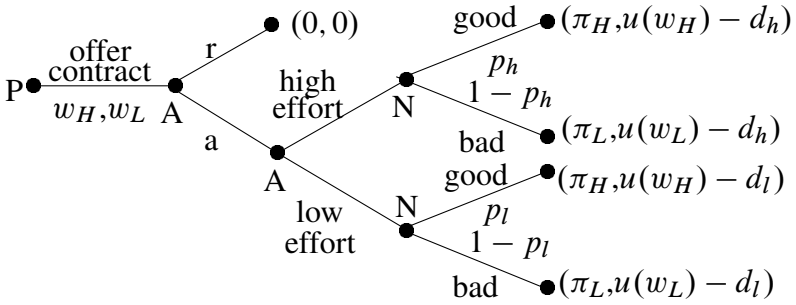 good
(π_H,u(w_H) − d_h)
r
(0, 0)
offer
contract
high
effort
p_h
1 − p_h
P
w_H,w_L
A
N
a
bad
(π_L,u(w_L) − d_h)
A
good
(π_H,u(w_H) − d_l)
N
low
effort
p_l
1 − p_l
bad
(π_L,u(w_L) − d_l)